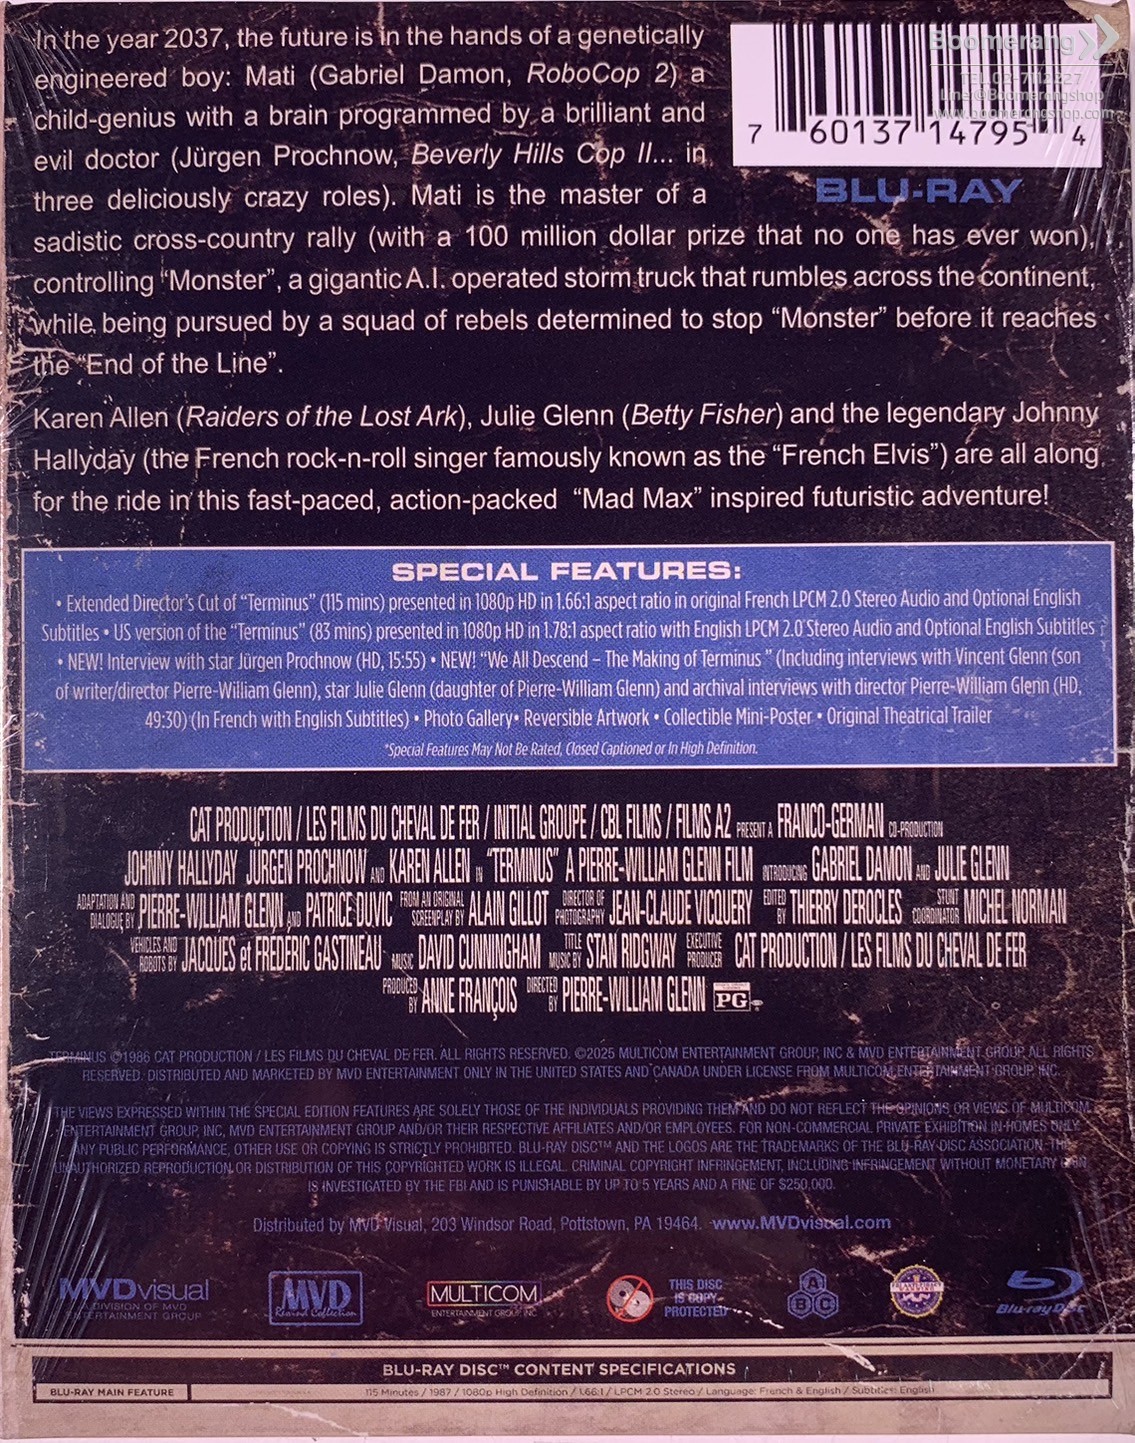 In the year 2037, the future is in the hands of a genetically
engineered boy: Mati (Gabriel Damon, RoboCop 2) a
child-genius with a brain programmed by a brilliant and
evil doctor (Jürgen Prochnow, Beverly Hills Cop II... in
three deliciously crazy roles). Mati is the master of a
sadistic cross-country rally (with a 100 million dollar prize that no one has ever won),
controlling “Monster”, a gigantic A.I. operated storm truck that rumbles across the continent,
while being pursued by a squad of rebels determined to stop “Monster” before it reaches
the “End of the Line”.
Boomerang
TEL.02-7112227
Line:@Boomerangshop
www.boomerangshop.com
7 60137 14795 4
BLU-RAY
Karen Allen (Raiders of the Lost Ark), Julie Glenn (Betty Fisher) and the legendary Johnny
Hallyday (the French rock-n-roll singer famously known as the “French Elvis”) are all along
for the ride in this fast-paced, action-packed “Mad Max” inspired futuristic adventure!
SPECIAL FEATURES:
• Extended Director's Cut of “Terminus” (115 mins) presented in 1080p HD in 1.66:1 aspect ratio in original French LPCM 2.0 Stereo Audio and Optional English
Subtitles • US version of the “Terminus” (83 mins) presented in 1080p HD in 1.78:1 aspect ratio with English LPCM 2.0 Stereo Audio and Optional English Subtitles
• NEW! Interview with star Jürgen Prochnow (HD, 15:55) • NEW! “We All Descend – The Making of Terminus ” (Including interviews with Vincent Glenn (son
of writer/director Pierre-William Glenn), star Julie Glenn (daughter of Pierre-William Glenn) and archival interviews with director Pierre-William Glenn (HD,
49:30) (In French with English Subtitles) • Photo Gallery• Reversible Artwork • Collectible Mini-Poster • Original Theatrical Trailer
*Special Features May Not Be Rated, Closed Captioned or In High Definition.
CAT PRODUCTION / LES FILMS DU CHEVAL DE FER / INITIAL GROUPE / CBL FILMS / FILMS A2 PRESENT A FRANCO-GERMAN CO-PRODUCTION
JOHNNY HALLYDAY JÜRGEN PROCHNOW AND KAREN ALLEN IN “TERMINUS” A PIERRE-WILLIAM GLENN FILM INTRODUCING GABRIEL DAMON AND JULIE GLENN
ADAPTATION AND DIALOGUE BY PIERRE-WILLIAM GLENN AND PATRICE DUVIC FROM AN ORIGINAL SCREENPLAY BY ALAIN GILLOT DIRECTOR OF PHOTOGRAPHY JEAN-CLAUDE VICQUERY EDITED BY THIERRY DEROCLES STUNT COORDINATOR MICHEL NORMAN
VEHICLES AND ROBOTS BY JACQUES et FREDERIC GASTINEAU MUSIC DAVID CUNNINGHAM TITLE MUSIC BY STAN RIDGWAY EXECUTIVE PRODUCER CAT PRODUCTION / LES FILMS DU CHEVAL DE FER
PRODUCED BY ANNE FRANÇOIS DIRECTED BY PIERRE-WILLIAM GLENN PG
TERMINUS ©1986 CAT PRODUCTION / LES FILMS DU CHEVAL DE FER. ALL RIGHTS RESERVED. ©2025 MULTICOM ENTERTAINMENT GROUP, INC & MVD ENTERTAINMENT GROUP. ALL RIGHTS
RESERVED. DISTRIBUTED AND MARKETED BY MVD ENTERTAINMENT ONLY IN THE UNITED STATES AND CANADA UNDER LICENSE FROM MULTICOM ENTERTAINMENT GROUP, INC.
THE VIEWS EXPRESSED WITHIN THE SPECIAL EDITION FEATURES ARE SOLELY THOSE OF THE INDIVIDUALS PROVIDING THEM AND DO NOT REFLECT THE OPINIONS OR VIEWS OF MULTICOM
ENTERTAINMENT GROUP, INC, MVD ENTERTAINMENT GROUP AND/OR THEIR RESPECTIVE AFFILIATES AND/OR EMPLOYEES. FOR NON-COMMERCIAL PRIVATE EXHIBITION IN HOMES ONLY.
ANY PUBLIC PERFORMANCE, OTHER USE OR COPYING IS STRICTLY PROHIBITED. BLU-RAY DISC™ AND THE LOGOS ARE THE TRADEMARKS OF THE BLU-RAY DISC ASSOCIATION. THE
UNAUTHORIZED REPRODUCTION OR DISTRIBUTION OF THIS COPYRIGHTED WORK IS ILLEGAL. CRIMINAL COPYRIGHT INFRINGEMENT, INCLUDING INFRINGEMENT WITHOUT MONETARY GAIN
IS INVESTIGATED BY THE FBI AND IS PUNISHABLE BY UP TO 5 YEARS AND A FINE OF $250,000.
Distributed by MVD Visual, 203 Windsor Road, Pottstown, PA 19464. www.MVDvisual.com
MVDvisual
A DIVISION OF MVD
ENTERTAINMENT GROUP
MVD
Rewind Collection
MULTICOM
ENTERTAINMENT GROUP, INC.
THIS DISC
IS COPY
PROTECTED
A
B C
Blu-ray Disc
BLU-RAY DISC™ CONTENT SPECIFICATIONS
BLU-RAY MAIN FEATURE
115 Minutes / 1987 / 1080p High Definition / 1.66:1 / LPCM 2.0 Stereo / Language: French & English / Subtitles: English